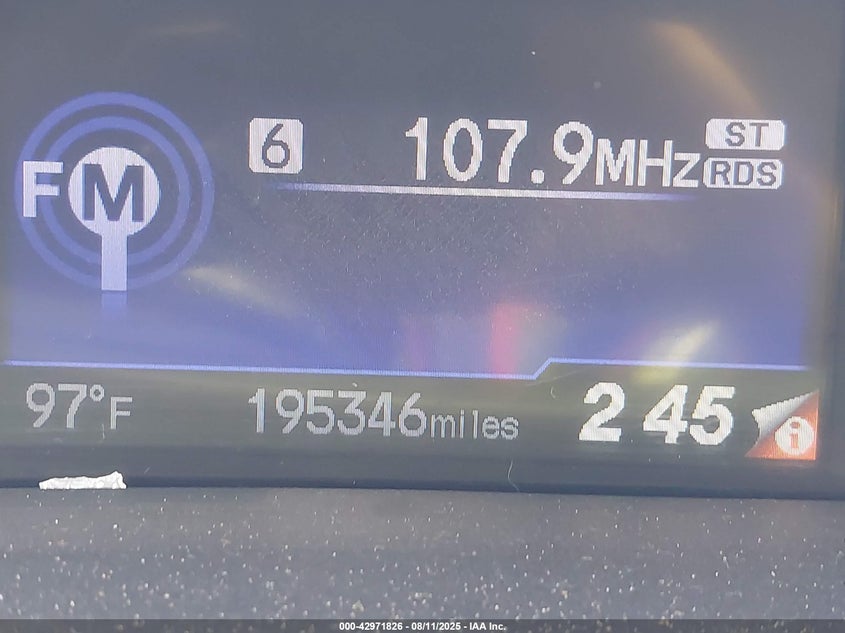 FM 6 107.9MHz ST
RDS
97°F 195346miles 2 45 i
000-42971826 - 08/11/2025 - IAA Inc.